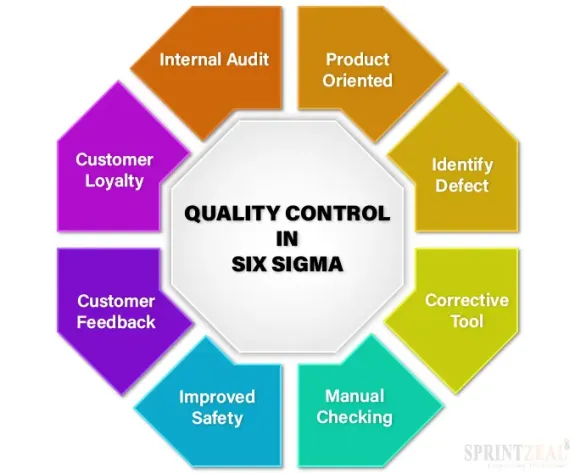 Internal Audit
Product
Oriented
Customer
Loyalty
Identify
Defect
QUALITY CONTROL
IN
SIX SIGMA
Customer
Feedback
Corrective
Tool
Improved
Safety
Manual
Checking
SPRINTZEAL